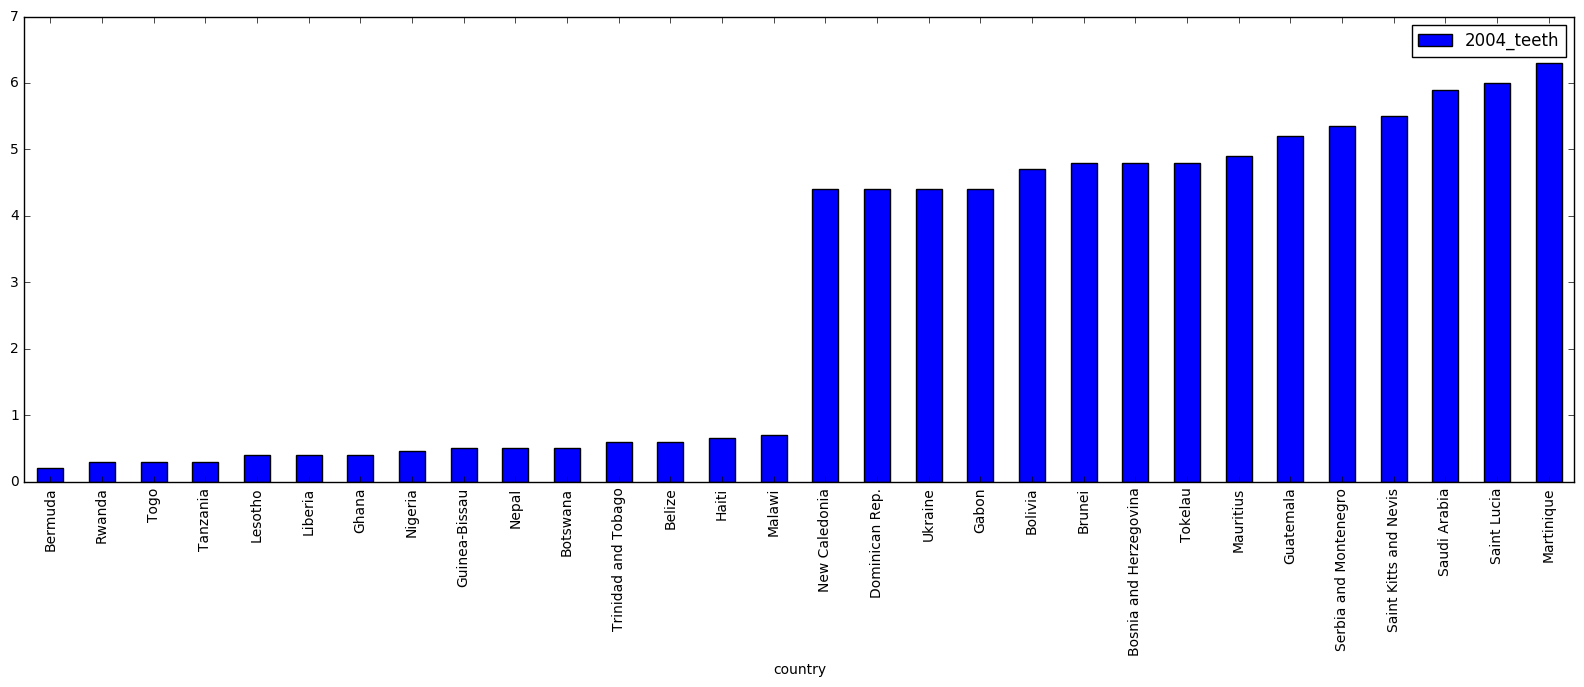 7
6
5
4
3
2
1
0
2004_teeth
Bermuda
Rwanda
Togo
Tanzania
Lesotho
Liberia
Ghana
Nigeria
Guinea-Bissau
Nepal
Botswana
Trinidad and Tobago
Belize
Haiti
Malawi
New Caledonia
Dominican Rep.
Ukraine
Gabon
Bolivia
Brunei
Bosnia and Herzegovina
Tokelau
Mauritius
Guatemala
Serbia and Montenegro
Saint Kitts and Nevis
Saudi Arabia
Saint Lucia
Martinique
country